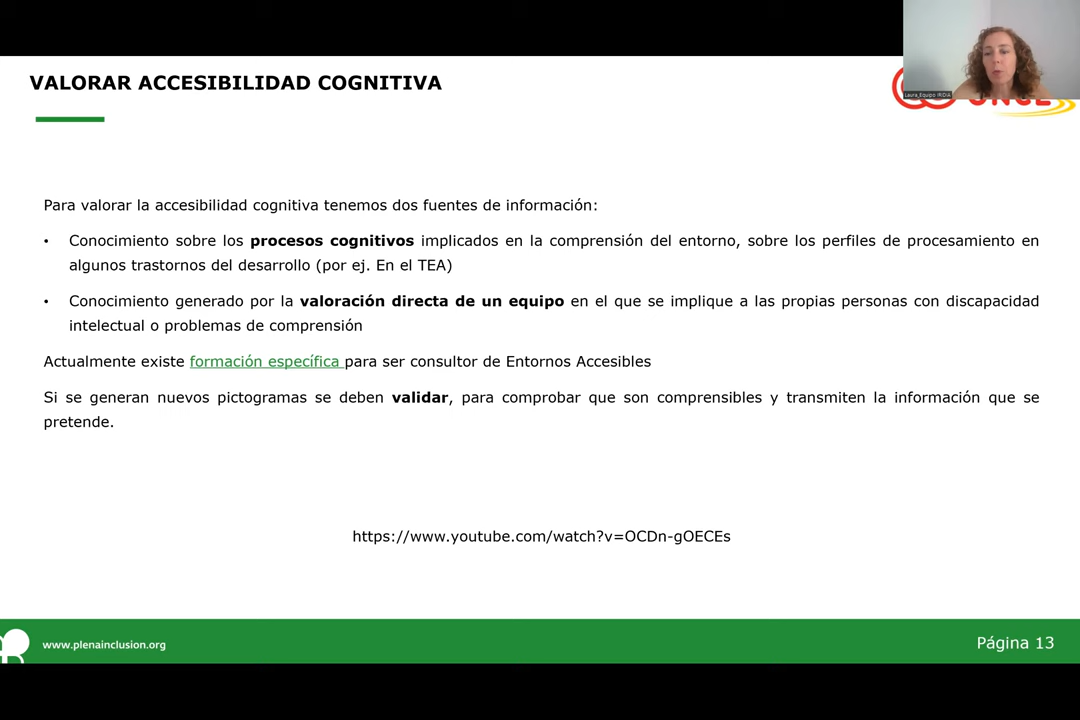 VALORAR ACCESIBILIDAD COGNITIVA
Laura_Equipo IRIDIA
ONCE
Para valorar la accesibilidad cognitiva tenemos dos fuentes de información:
• Conocimiento sobre los procesos cognitivos implicados en la comprensión del entorno, sobre los perfiles de procesamiento en
algunos trastornos del desarrollo (por ej. En el TEA)
• Conocimiento generado por la valoración directa de un equipo en el que se implique a las propias personas con discapacidad
intelectual o problemas de comprensión
Actualmente existe formación específica para ser consultor de Entornos Accesibles
Si se generan nuevos pictogramas se deben validar, para comprobar que son comprensibles y transmiten la información que se
pretende.
https://www.youtube.com/watch?v=OCDn-gOECEs
www.plenainclusion.org
Página 13